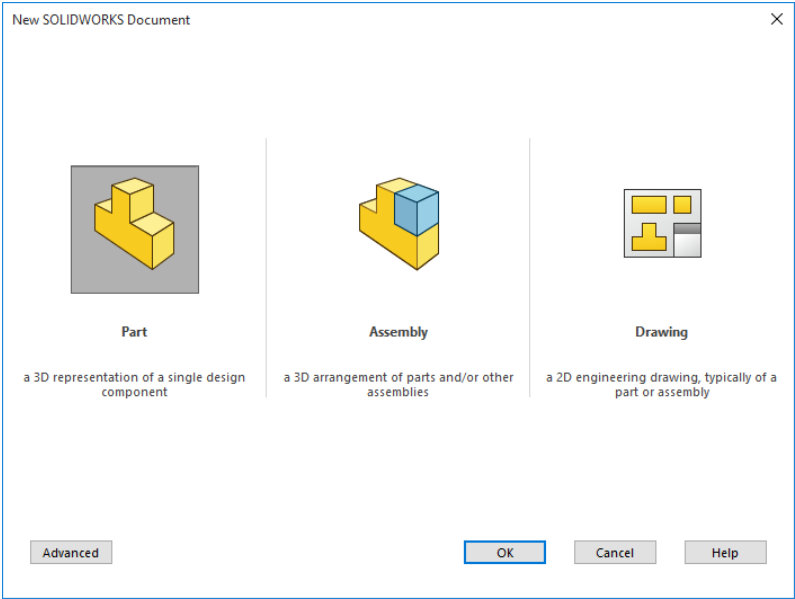 New SOLIDWORKS Document
Part
Assembly
Drawing
a 3D representation of a single design
component
a 3D arrangement of parts and/or other
assemblies
a 2D engineering drawing, typically of a
part or assembly
Advanced
OK
Cancel
Help